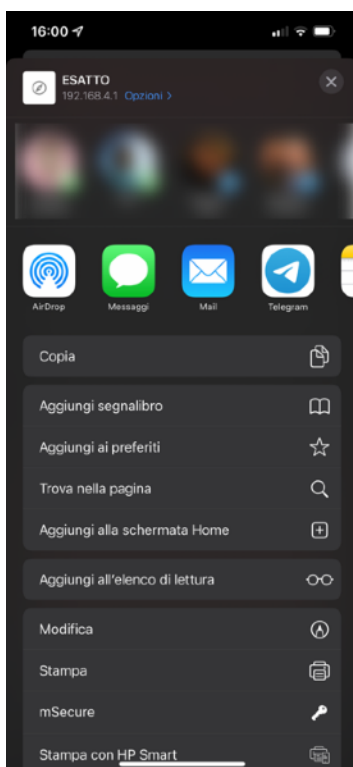 16:00
ESATTO
192.168.4.1 Opzioni >
AirDrop Messaggi Mail Telegram
Copia
Aggiungi segnalibro
Aggiungi ai preferiti
Trova nella pagina
Aggiungi alla schermata Home
Aggiungi all'elenco di lettura
Modifica
Stampa
mSecure
Stampa con HP Smart